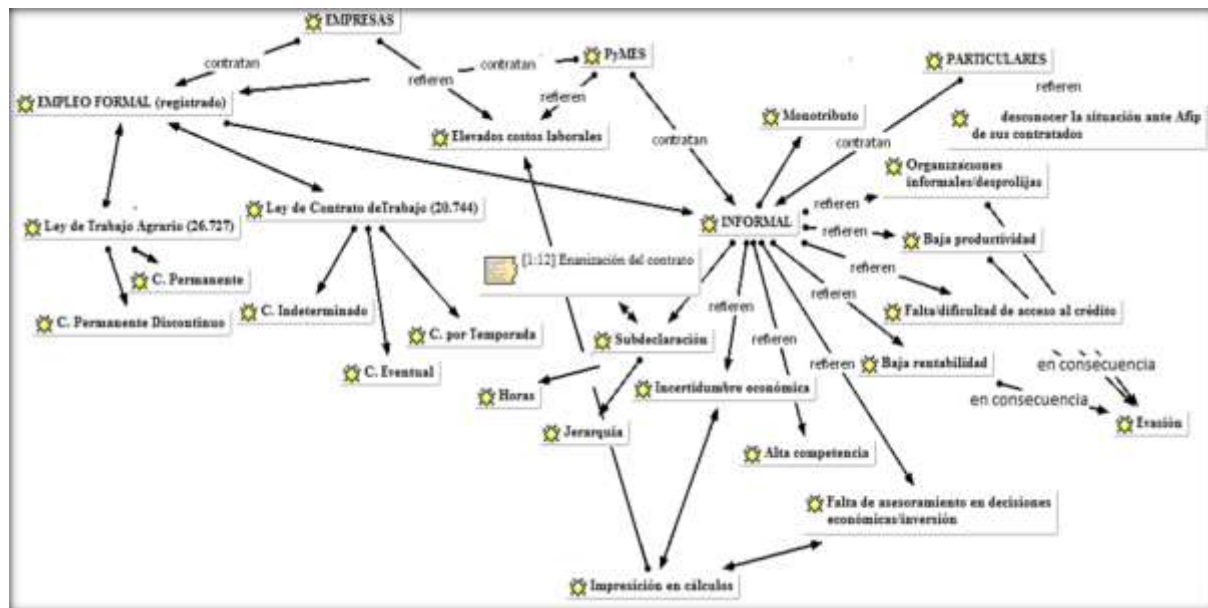 EMPRESAS
PyMES
PARTICULARES
contratan
refieren
contratan
refieren
refieren
EMPLEO FORMAL (registrado)
Elevados costos laborales
contratan
Monotributo
contratan
desconocer la situación ante Afip
de sus contratados
Organizaciones
informales/desprolijas
Ley de Trabajo Agrario (26.727)
Ley de Contrato deTrabajo (20.744)
INFORMAL
refieren
refieren
Baja productividad
[1:12] Enanización del contrato
C. Permanente
refieren
C. Permanente Discontinuo
C. Indeterminado
C. por Temporada
refieren
refieren
Falta/dificultad de acceso al crédito
Subdeclaración
refieren
refieren
Baja rentabilidad
en consecuencia
C. Eventual
Horas
Incertidumbre económica
en consecuencia
Evasión
Jerarquía
Alta competencia
Falta de asesoramiento en decisiones
económicas/inversión
Impresición en cálculos